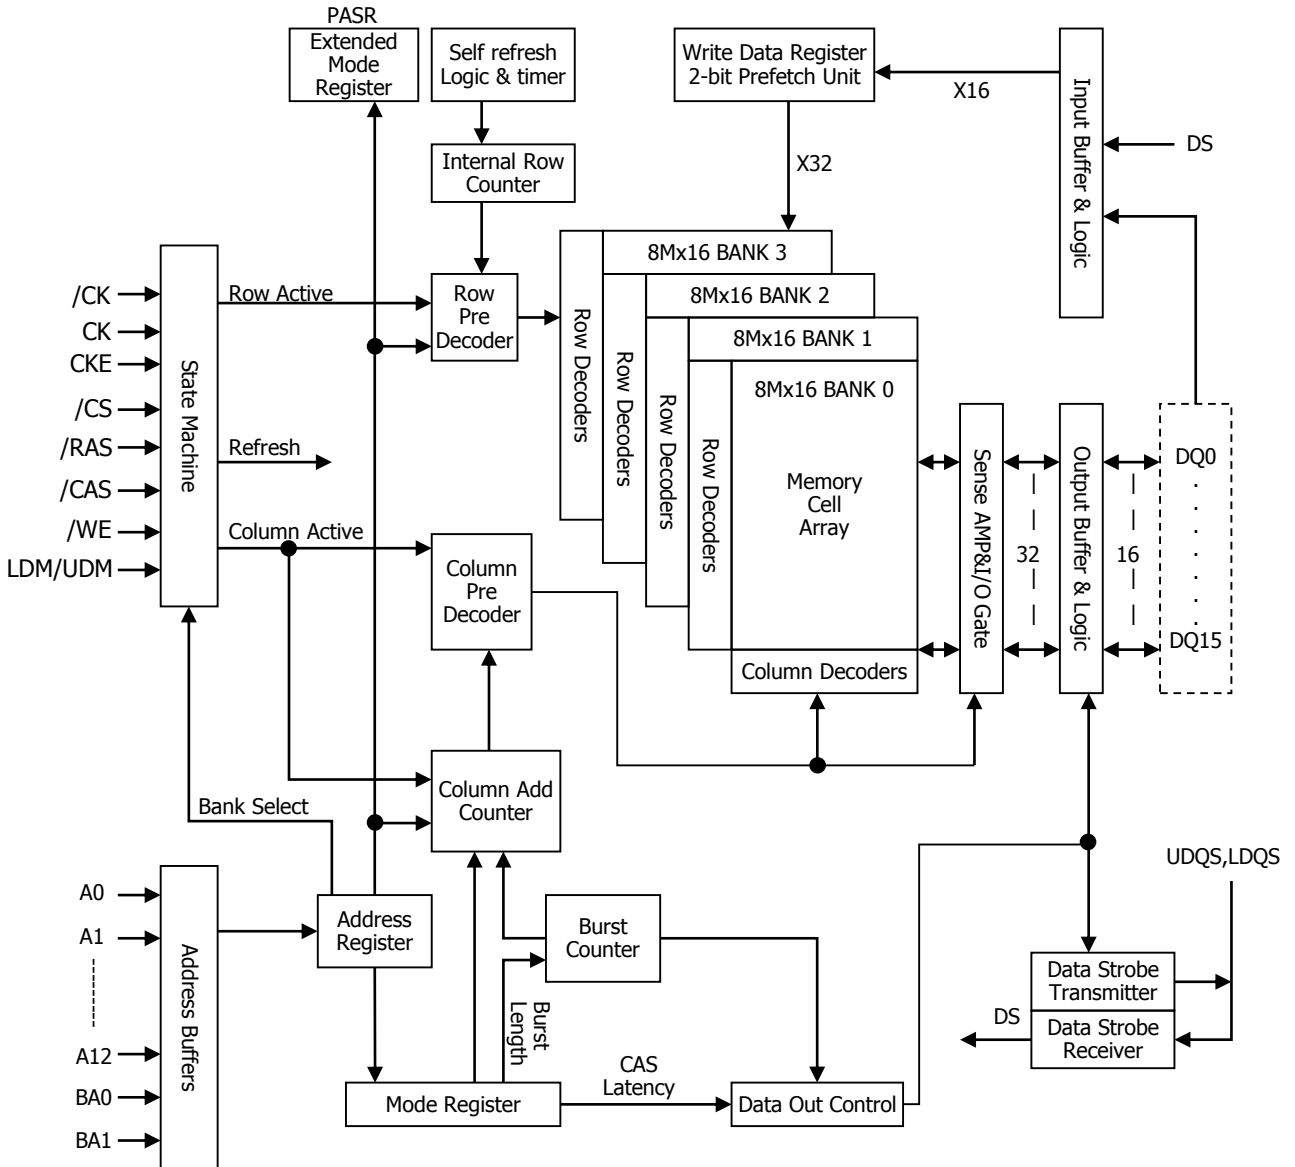 PASR
Extended
Mode
Register
Self refresh
Logic & timer
Internal Row
Counter
Write Data Register
2-bit Prefetch Unit
X16
X32
Input Buffer & Logic
DS
/CK
CK
CKE
/CS
/RAS
/CAS
/WE
LDM/UDM
State Machine
Row Active
Refresh
Column Active
Row
Pre
Decoder
Row Decoders
Row Decoders
Row Decoders
Row Decoders
8Mx16 BANK 3
8Mx16 BANK 2
8Mx16 BANK 1
8Mx16 BANK 0
Memory
Cell
Array
Column Decoders
Sense AMP&I/O Gate
32
Output Buffer & Logic
16
DQ0
DQ15
Column
Pre
Decoder
Column Add
Counter
Bank Select
A0
A1
A12
BA0
BA1
Address Buffers
Address
Register
Burst
Counter
Burst
Length
Mode Register
CAS
Latency
Data Out Control
UDQS,LDQS
Data Strobe
Transmitter
Data Strobe
Receiver
DS